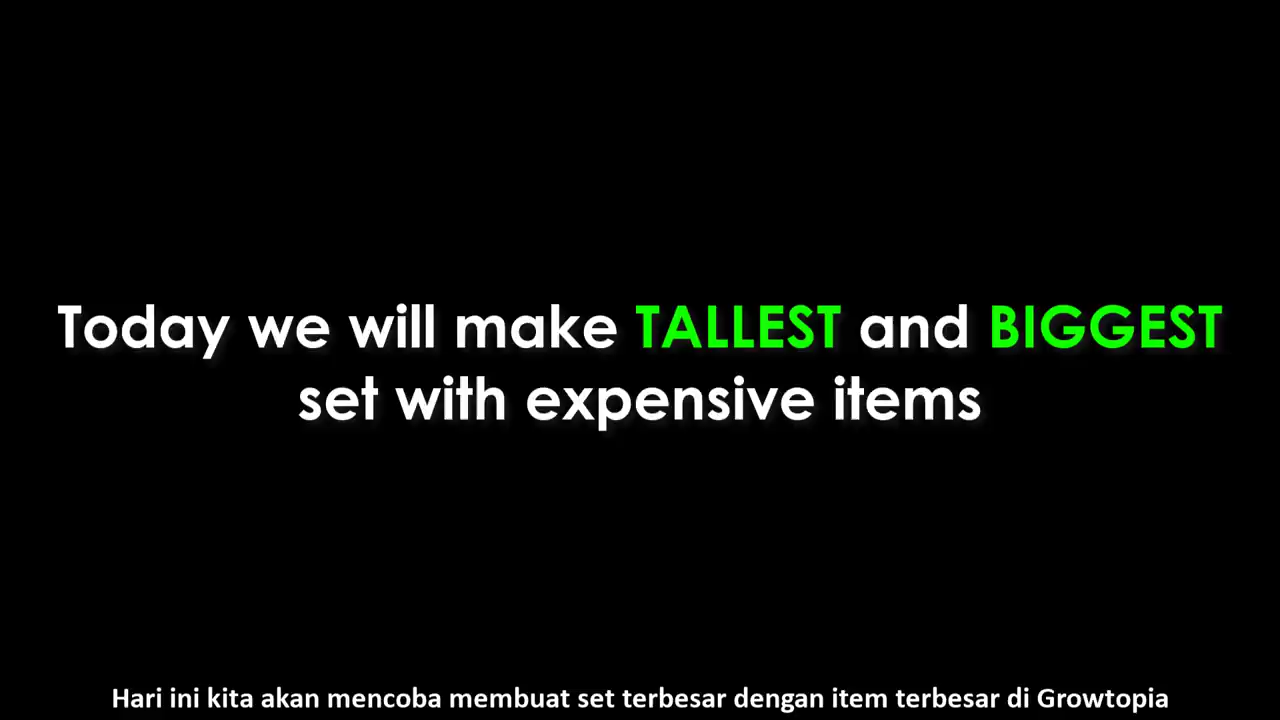 Today we will make TALLEST and BIGGEST
set with expensive items
Hari ini kita akan mencoba membuat set terbesar dengan item terbesar di Growtopia